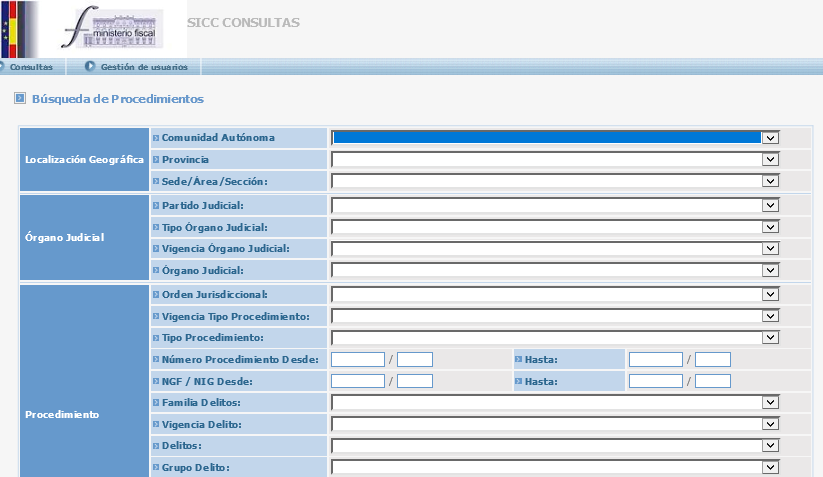 ministerio fiscal
SICC CONSULTAS
Consultas
Gestión de usuarios
Búsqueda de Procedimientos
Localización Geográfica
Comunidad Autónoma
Provincia
Sede/Área/Sección:
Órgano Judicial
Partido Judicial:
Tipo Órgano Judicial:
Vigencia Órgano Judicial:
Órgano Judicial:
Procedimiento
Orden Jurisdiccional:
Vigencia Tipo Procedimiento:
Tipo Procedimiento:
Número Procedimiento Desde: / Hasta: /
NGF / NIG Desde: / Hasta: /
Familia Delitos:
Vigencia Delito:
Delitos:
Grupo Delito: